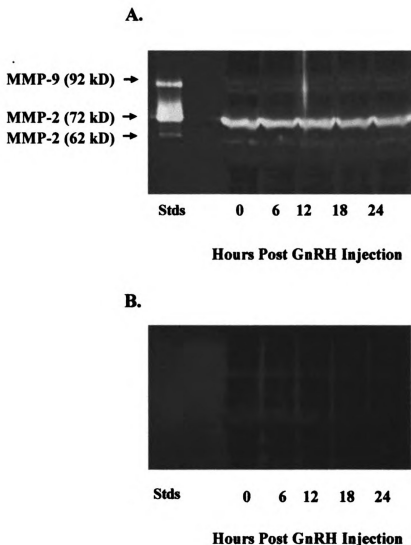 A.
MMP-9 (92 kD)
MMP-2 (72 kD)
MMP-2 (62 kD)
Stds 0 6 12 18 24
Hours Post GnRH Injection
B.
Stds 0 6 12 18 24
Hours Post GnRH Injection